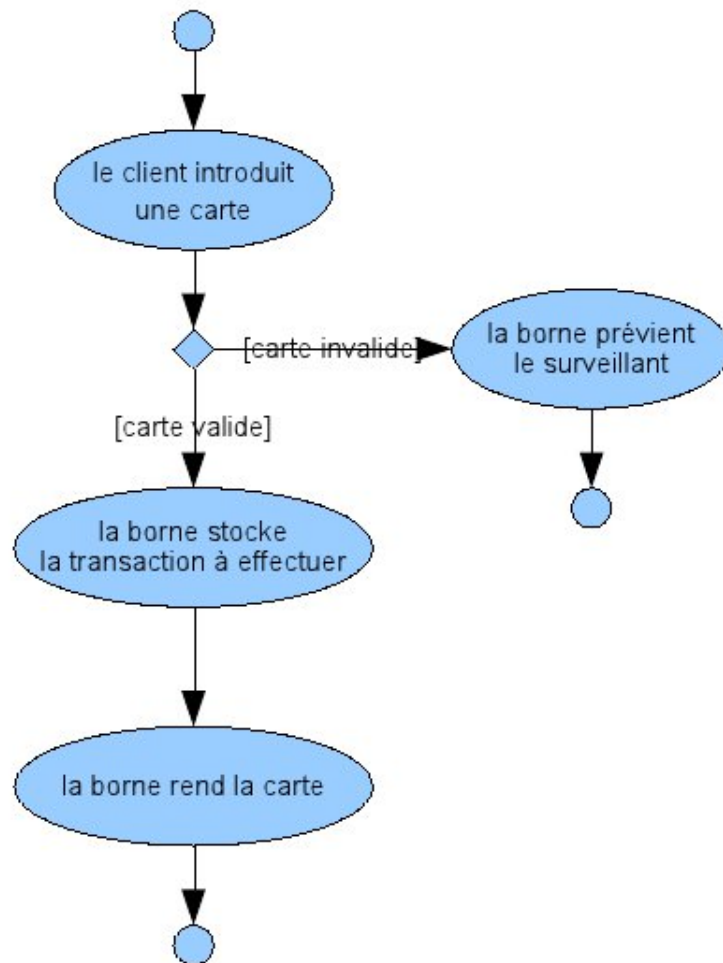 le client introduit
une carte
[carte invalide]
la borne prévient
le surveillant
[carte valide]
la borne stocke
la transaction à effectuer
la borne rend la carte